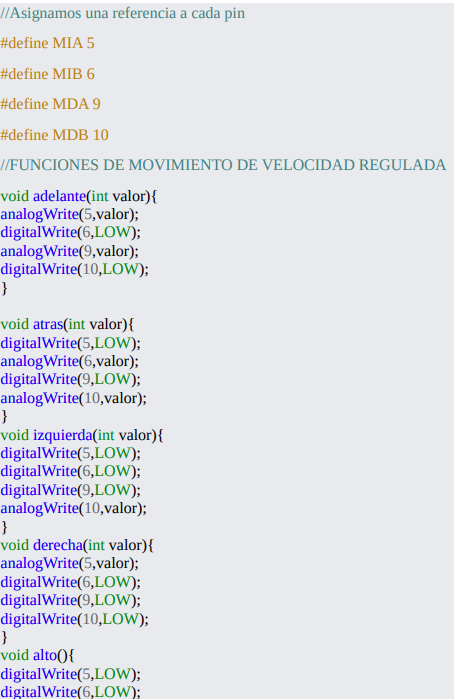 //Asignamos una referencia a cada pin
#define MIA 5
#define MIB 6
#define MDA 9
#define MDB 10
//FUNCIONES DE MOVIMIENTO DE VELOCIDAD REGULADA
void adelante(int valor){
analogWrite(5,valor);
digitalWrite(6,LOW);
analogWrite(9,valor);
digitalWrite(10,LOW);
}
void atras(int valor){
digitalWrite(5,LOW);
analogWrite(6,valor);
digitalWrite(9,LOW);
analogWrite(10,valor);
}
void izquierda(int valor){
digitalWrite(5,LOW);
digitalWrite(6,LOW);
digitalWrite(9,LOW);
analogWrite(10,valor);
}
void derecha(int valor){
analogWrite(5,valor);
digitalWrite(6,LOW);
digitalWrite(9,LOW);
digitalWrite(10,LOW);
}
void alto(){
digitalWrite(5,LOW);
digitalWrite(6,LOW);